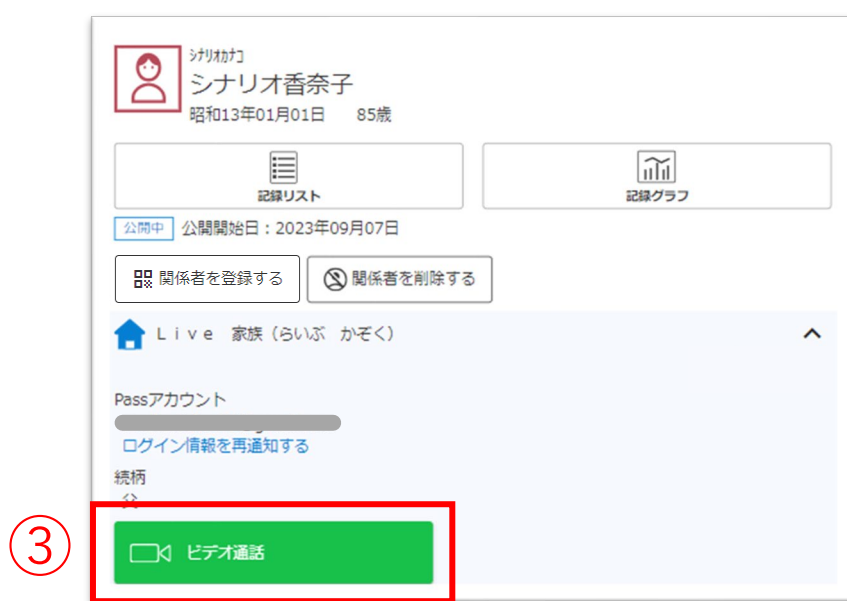 ｼﾅﾘｵｶﾅｺ
シナリオ香奈子
昭和13年01月01日 85歳
記録リスト
記録グラフ
公開中 公開開始日：2023年09月07日
関係者を登録する
関係者を削除する
Ｌｉｖｅ 家族（らいぶ かぞく）
Passアカウント
ログイン情報を再通知する
続柄
③
ビデオ通話